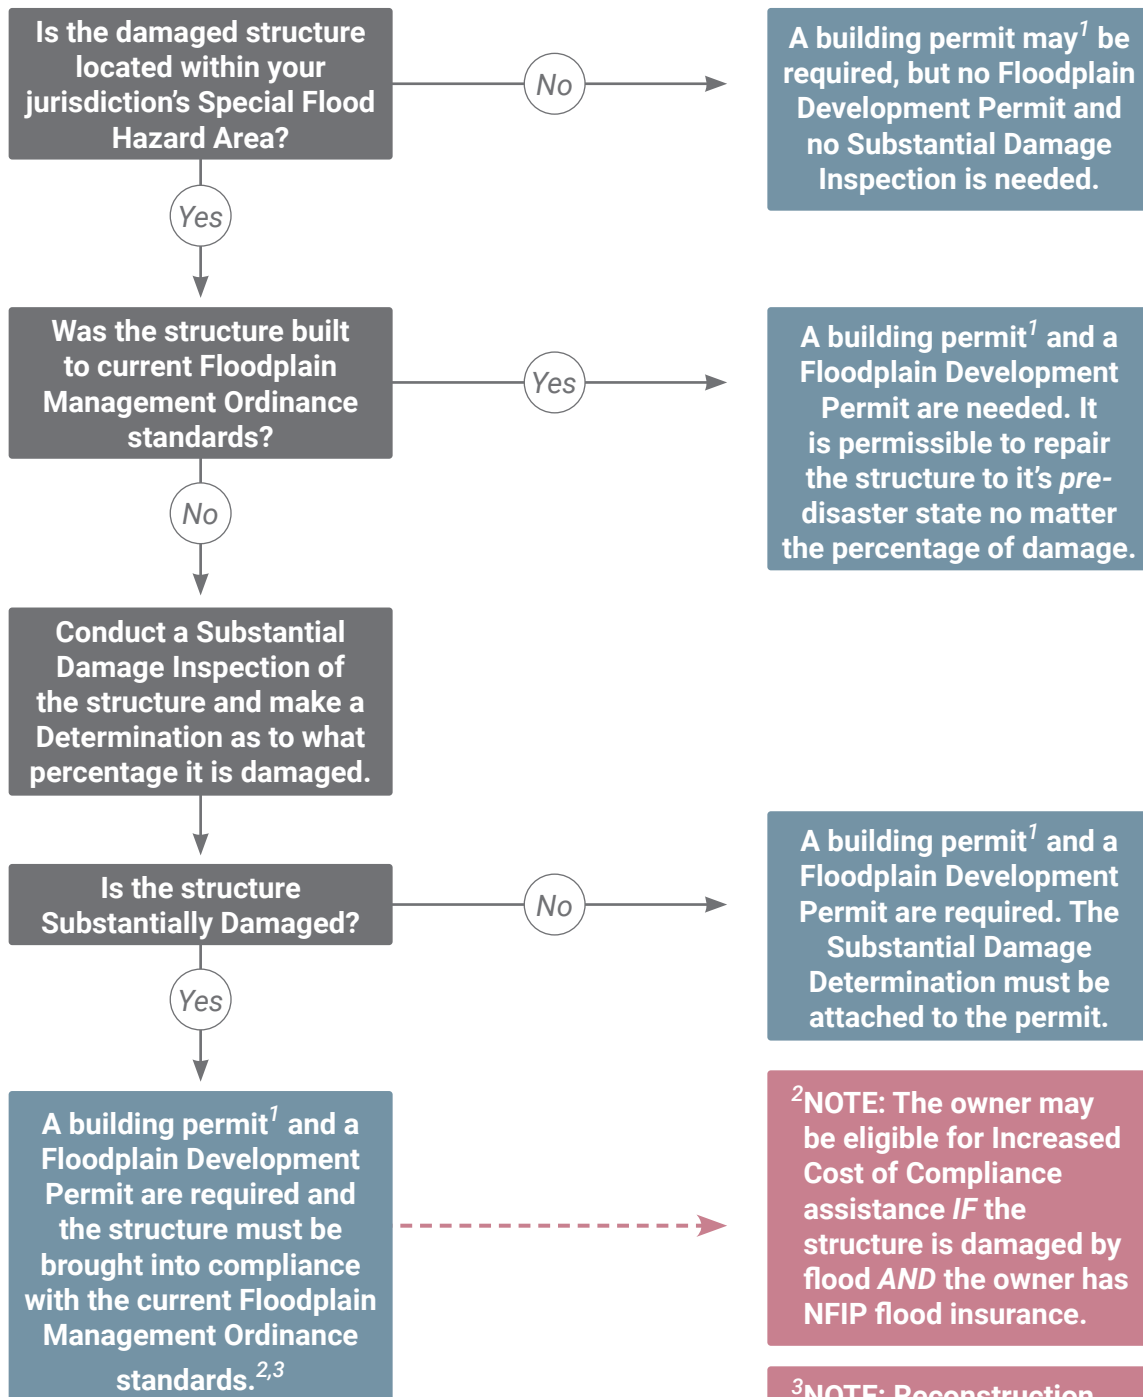 Is the damaged structure
located within your
jurisdiction's Special Flood
Hazard Area?
No
A building permit may¹ be
required, but no Floodplain
Development Permit and
no Substantial Damage
Inspection is needed.
Yes
Was the structure built
to current Floodplain
Management Ordinance
standards?
Yes
A building permit¹ and a
Floodplain Development
Permit are needed. It
is permissible to repair
the structure to it's pre-
disaster state no matter
the percentage of damage.
No
Conduct a Substantial
Damage Inspection of
the structure and make a
Determination as to what
percentage it is damaged.
Is the structure
Substantially Damaged?
No
A building permit¹ and a
Floodplain Development
Permit are required. The
Substantial Damage
Determination must be
attached to the permit.
Yes
A building permit¹ and a
Floodplain Development
Permit are required and
the structure must be
brought into compliance
with the current Floodplain
Management Ordinance
standards.²,³
²NOTE: The owner may
be eligible for Increased
Cost of Compliance
assistance IF the
structure is damaged by
flood AND the owner has
NFIP flood insurance.
³NOTE: Reconstruction